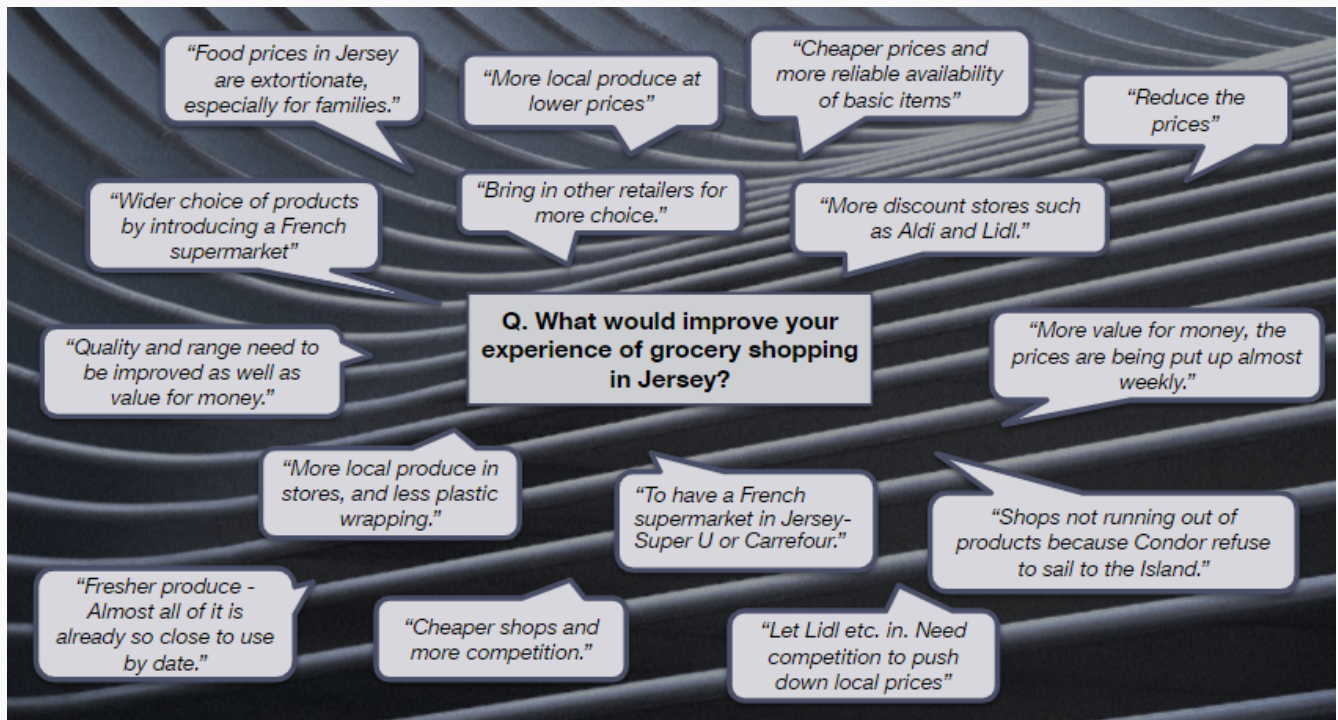 “Food prices in Jersey
are extortionate,
especially for families.”
“More local produce at
lower prices”
“Cheaper prices and
more reliable availability
of basic items”
“Reduce the
prices”
“Wider choice of products
by introducing a French
supermarket”
“Bring in other retailers for
more choice.”
“More discount stores such
as Aldi and Lidl.”
Q. What would improve your
experience of grocery shopping
in Jersey?
“Quality and range need to
be improved as well as
value for money.”
“More value for money, the
prices are being put up almost
weekly.”
“More local produce in
stores, and less plastic
wrapping.”
“To have a French
supermarket in Jersey-
Super U or Carrefour.”
“Shops not running out of
products because Condor refuse
to sail to the Island.”
“Fresher produce -
Almost all of it is
already so close to use
by date.”
“Cheaper shops and
more competition.”
“Let Lidl etc. in. Need
competition to push
down local prices”